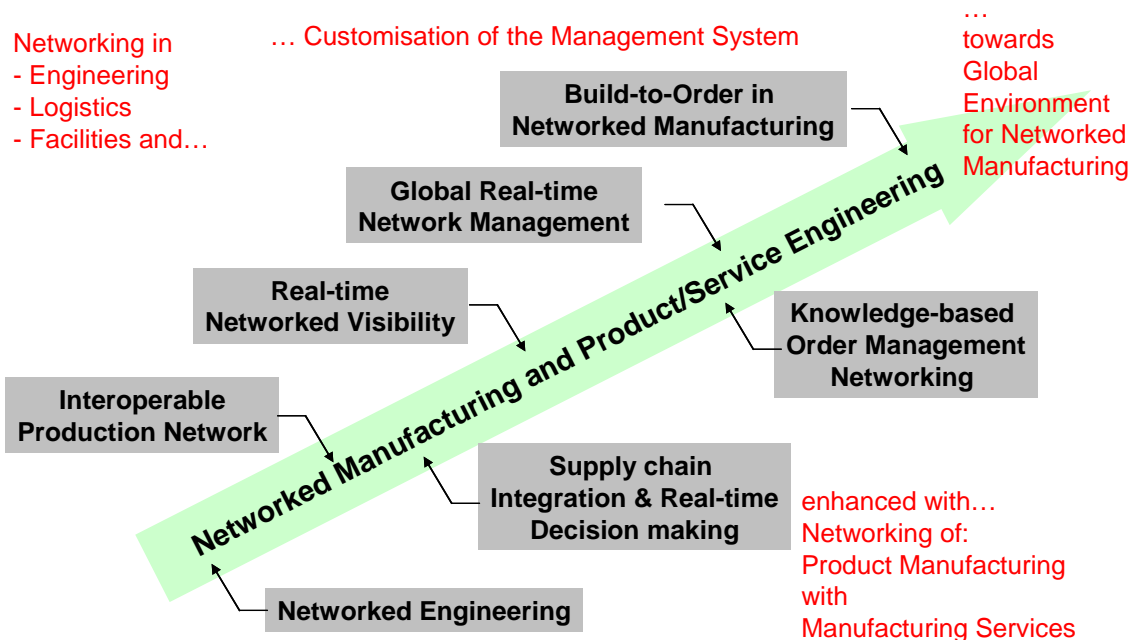 Networking in
- Engineering
- Logistics
- Facilities and…
… Customisation of the Management System
…
towards
Global
Environment
for Networked
Manufacturing
Build-to-Order in
Networked Manufacturing
Global Real-time
Network Management
Real-time
Networked Visibility
Interoperable
Production Network
Networked Manufacturing and Product/Service Engineering
Knowledge-based
Order Management
Networking
Supply chain
Integration & Real-time
Decision making
Networked Engineering
enhanced with…
Networking of:
Product Manufacturing
with
Manufacturing Services